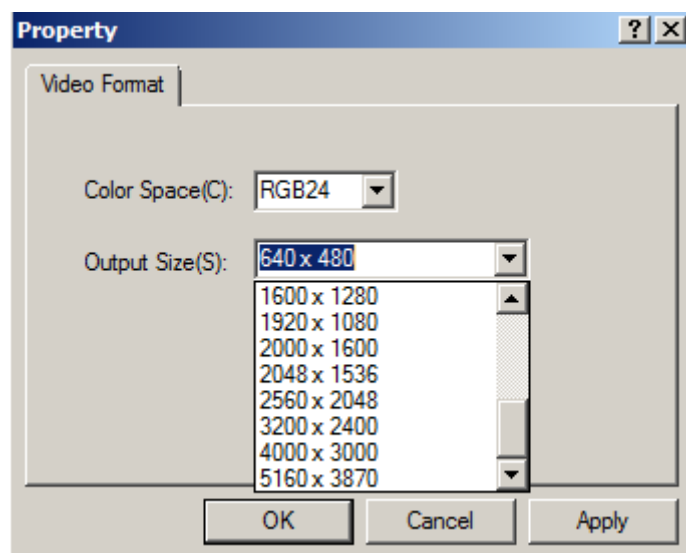 Property
Video Format
Color Space(C): RGB24
Output Size(S): 640 x 480
1600 x 1280
1920 x 1080
2000 x 1600
2048 x 1536
2560 x 2048
3200 x 2400
4000 x 3000
5160 x 3870
OK Cancel Apply